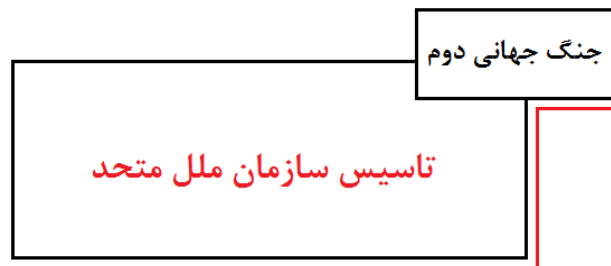 جنگ جهانی دوم
تاسیس سازمان ملل متحد